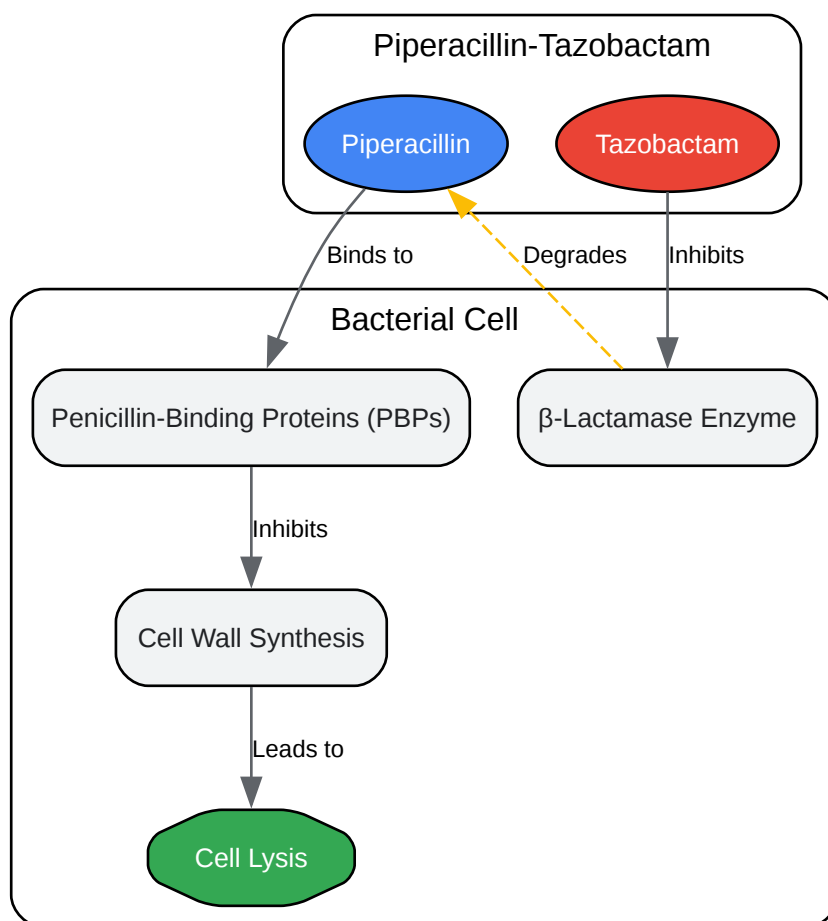 Piperacillin-Tazobactam
Piperacillin
Tazobactam
Binds to
Degrades
Inhibits
Bacterial Cell
Penicillin-Binding Proteins (PBPs)
β-Lactamase Enzyme
Inhibits
Cell Wall Synthesis
Leads to
Cell Lysis